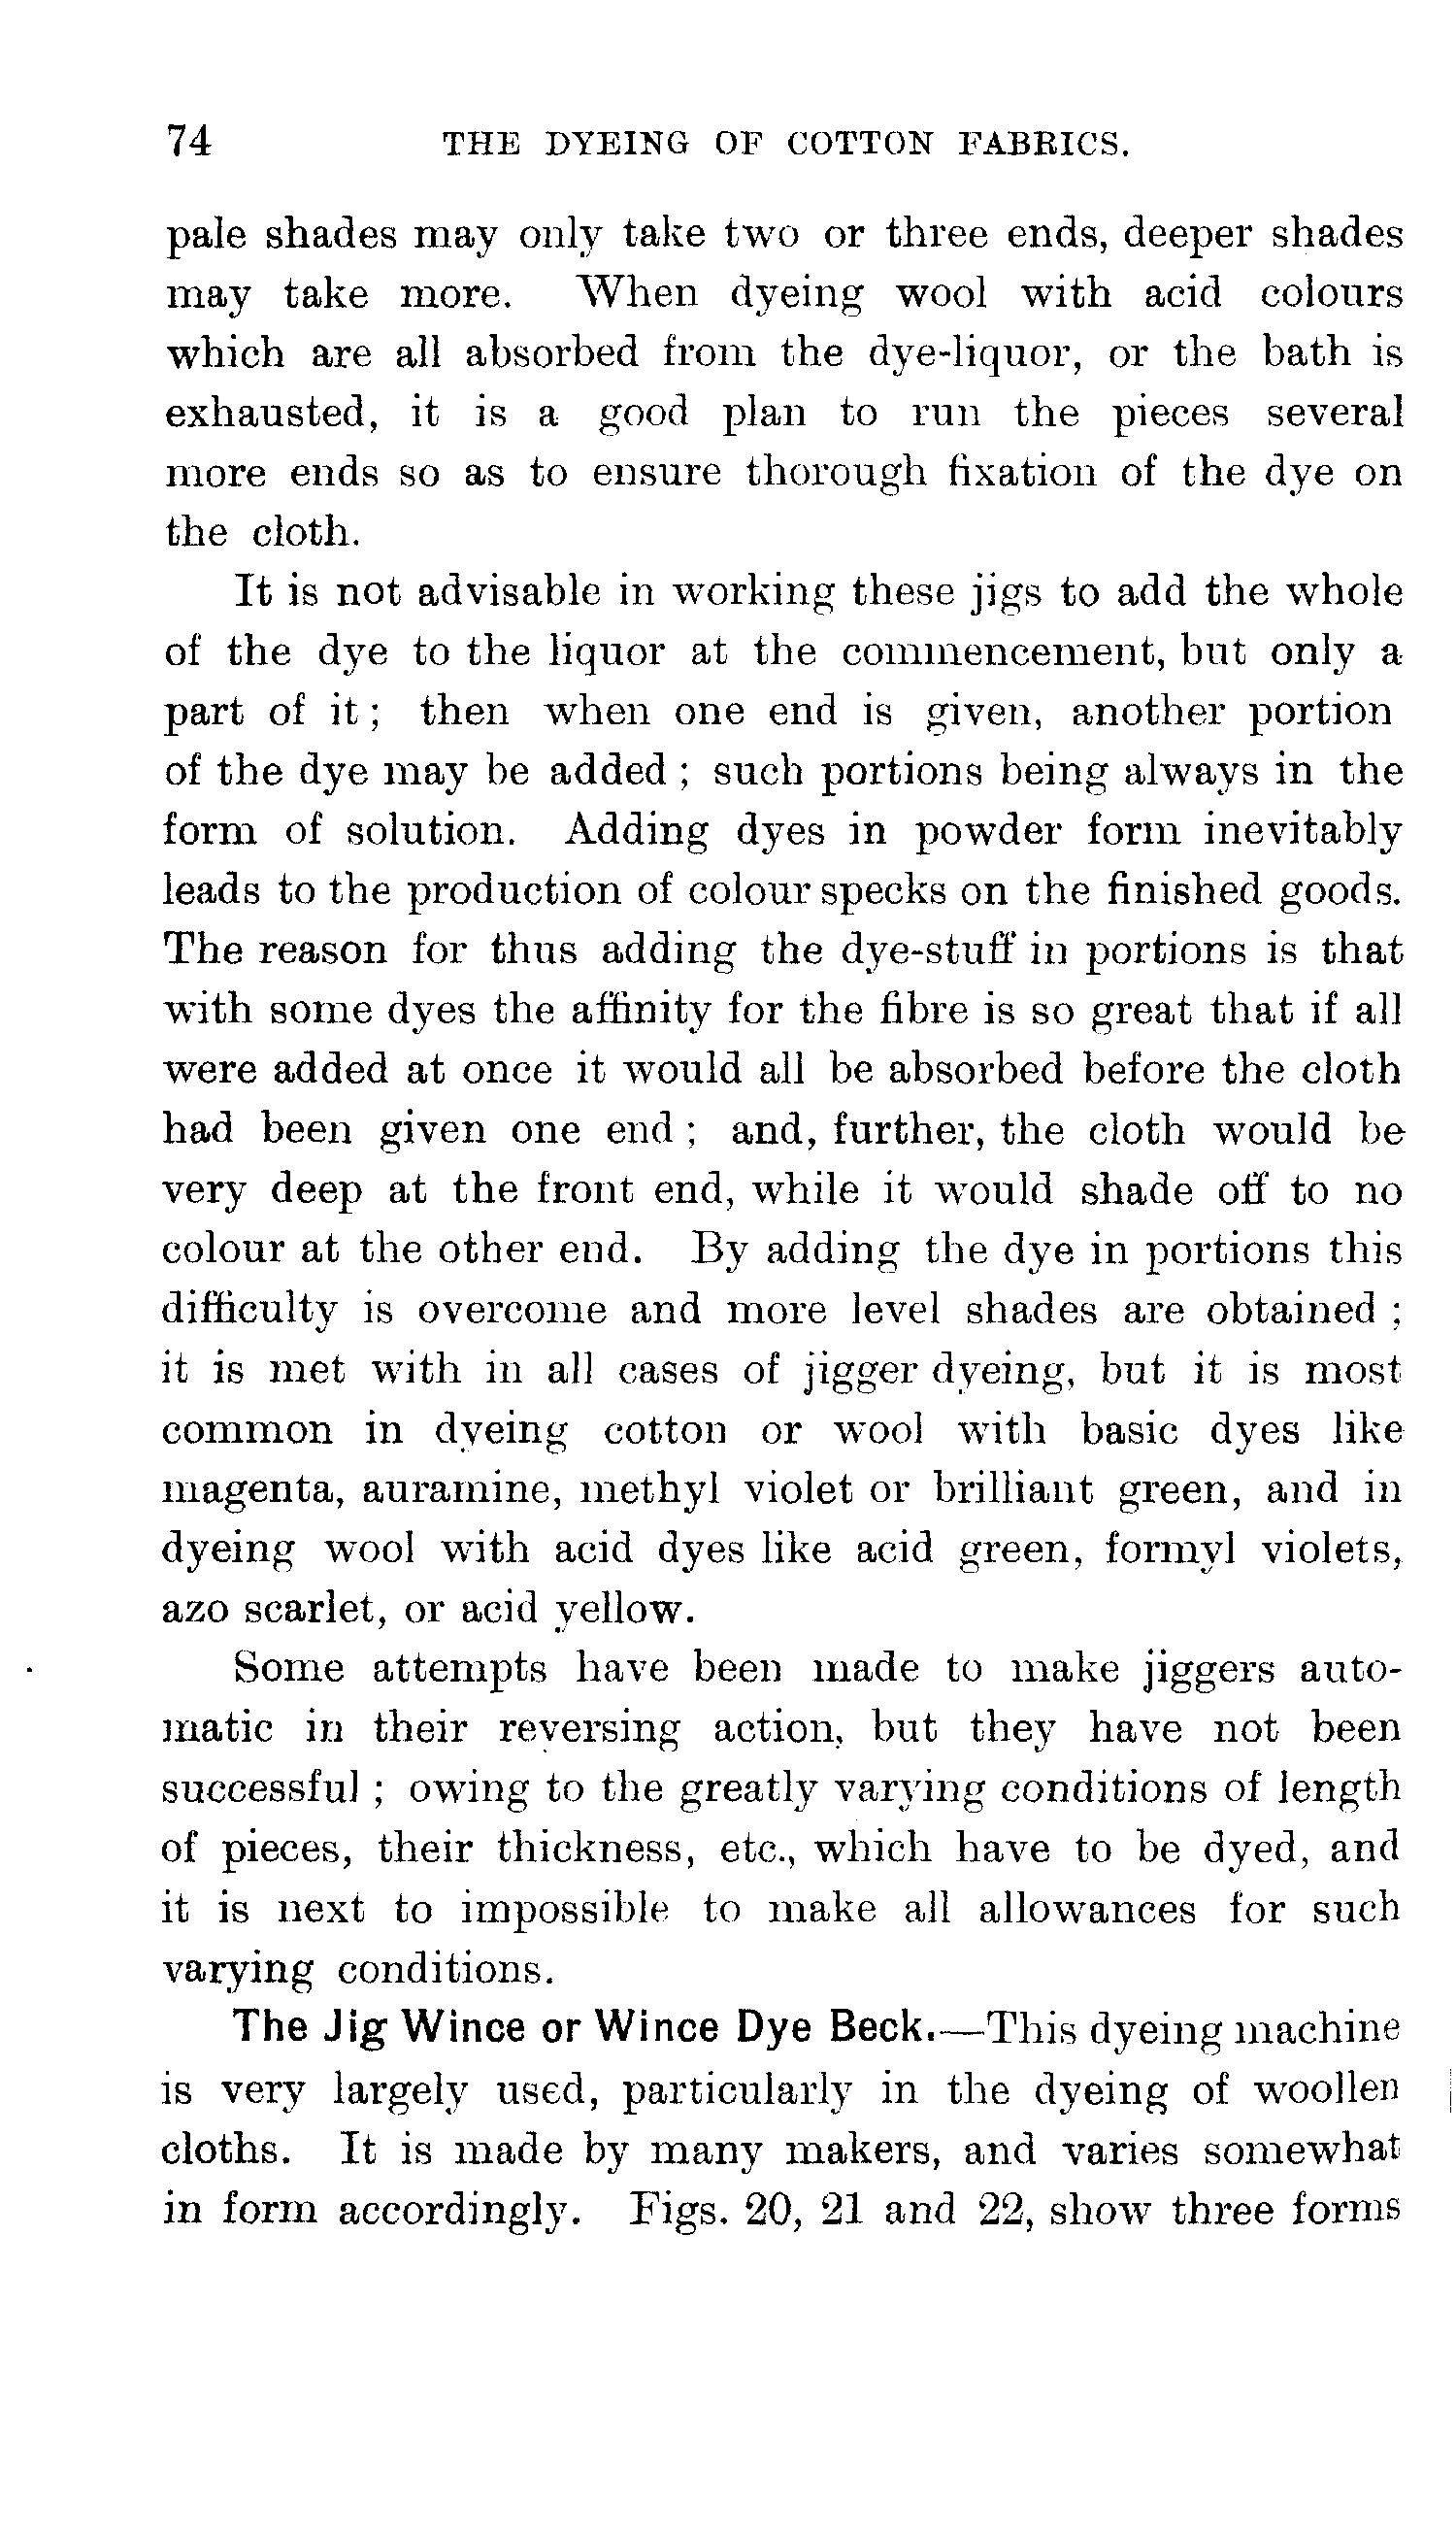 74 THE DYEING OF COTTON FABRICS.
pale shades may only take two or three ends, deeper shades
may take more. When dyeing wool with acid colours
which are all absorbed from the dye-liquor, or the bath is
exhausted, it is a good plan to run the pieces several
more ends so as to ensure thorough fixation of the dye on
the cloth.
It is not advisable in working these jigs to add the whole
of the dye to the liquor at the commencement, but only a
part of it; then when one end is given, another portion
of the dye may be added; such portions being always in the
form of solution. Adding dyes in powder form inevitably
leads to the production of colour specks on the finished goods.
The reason for thus adding the dye-stuff in portions is that
with some dyes the affinity for the fibre is so great that if all
were added at once it would all be absorbed before the cloth
had been given one end; and, further, the cloth would be
very deep at the front end, while it would shade off to no
colour at the other end. By adding the dye in portions this
difficulty is overcome and more level shades are obtained;
it is met with in all cases of jigger dyeing, but it is most
common in dyeing cotton or wool with basic dyes like
magenta, auramine, methyl violet or brilliant green, and in
dyeing wool with acid dyes like acid green, formyl violets,
azo scarlet, or acid yellow.
Some attempts have been made to make jiggers auto-
matic in their reversing action, but they have not been
successful; owing to the greatly varying conditions of length
of pieces, their thickness, etc., which have to be dyed, and
it is next to impossible to make all allowances for such
varying conditions.
The Jig Wince or Wince Dye Beck.—This dyeing machine
is very largely used, particularly in the dyeing of woollen
cloths. It is made by many makers, and varies somewhat
in form accordingly. Figs. 20, 21 and 22, show three forms